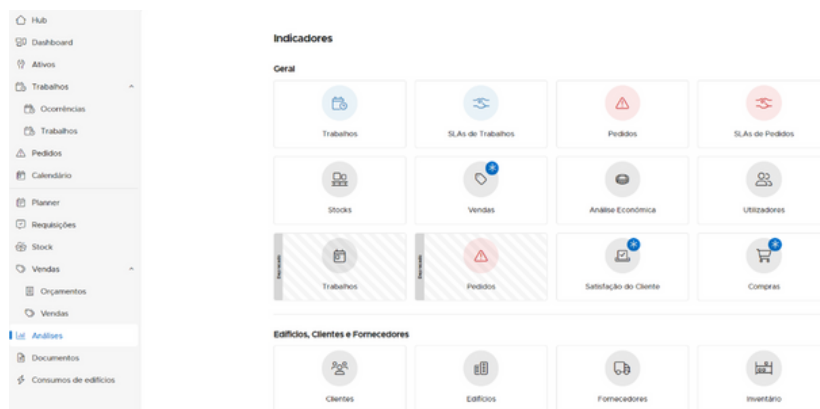 Hub
Dashboard
Ativos
Trabalhos
Ocorrências
Trabalhos
Pedidos
Calendário
Planner
Requisições
Stock
Vendas
Orçamentos
Vendas
Análises
Documentos
Consumos de edifícios
Indicadores
Geral
Trabalhos
SLAs de Trabalhos
Pedidos
SLAs de Pedidos
Stocks
Vendas
Análise Económica
Utilizadores
Trabalhos
Pedidos
Satisfação do Cliente
Compras
Edifícios, Clientes e Fornecedores
Clientes
Edifícios
Fornecedores
Inventário